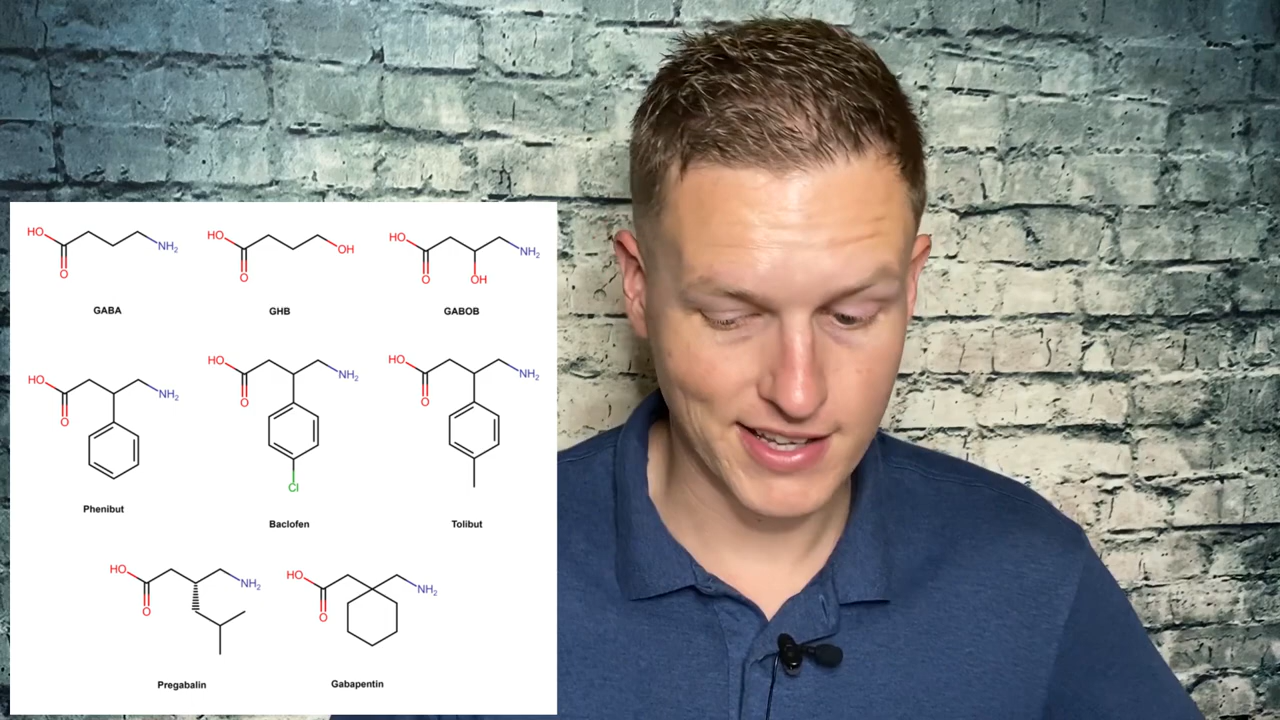 HO
O
NH2
GABA
HO
O
OH
GHB
HO
O
OH
NH2
GABOB
HO
O
NH2
Phenibut
HO
O
NH2
Cl
Baclofen
HO
O
NH2
Tolibut
HO
O
NH2
Pregabalin
HO
O
NH2
Gabapentin